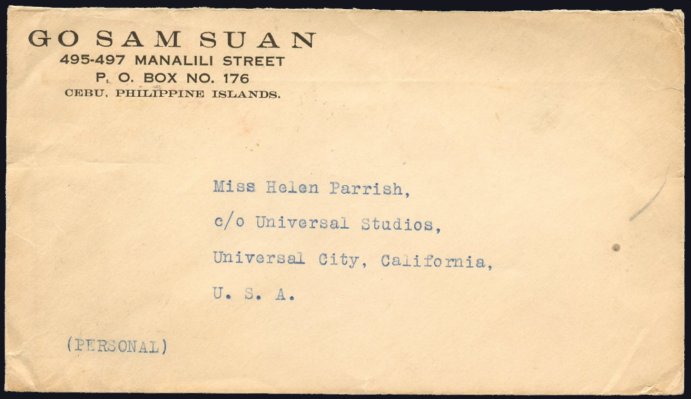 GO SAM SUAN
495-497 MANALILI STREET
P. O. BOX NO. 176
CEBU, PHILIPPINE ISLANDS.
Miss Helen Parrish,
c/o Universal Studios,
Universal City, California,
U. S. A.
(PERSONAL)